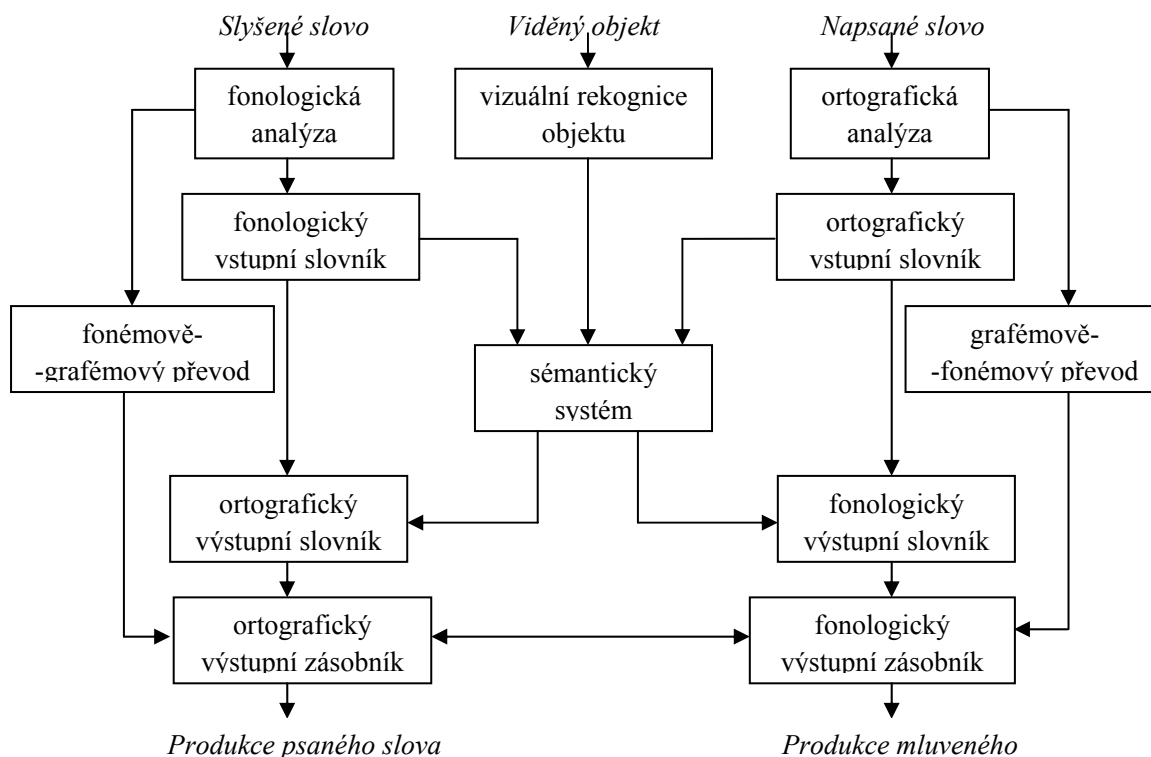 Slyšené slovo
Viděný objekt
Napsané slovo
fonologická
analýza
vizuální rekognice
objektu
ortografická
analýza
fonologický
vstupní slovník
ortografický
vstupní slovník
fonémově-
-grafémový převod
sémantický
systém
grafémově-
-fonémový převod
ortografický
výstupní slovník
fonologický
výstupní slovník
ortografický
výstupní zásobník
fonologický
výstupní zásobník
Produkce psaného slova
Produkce mluveného